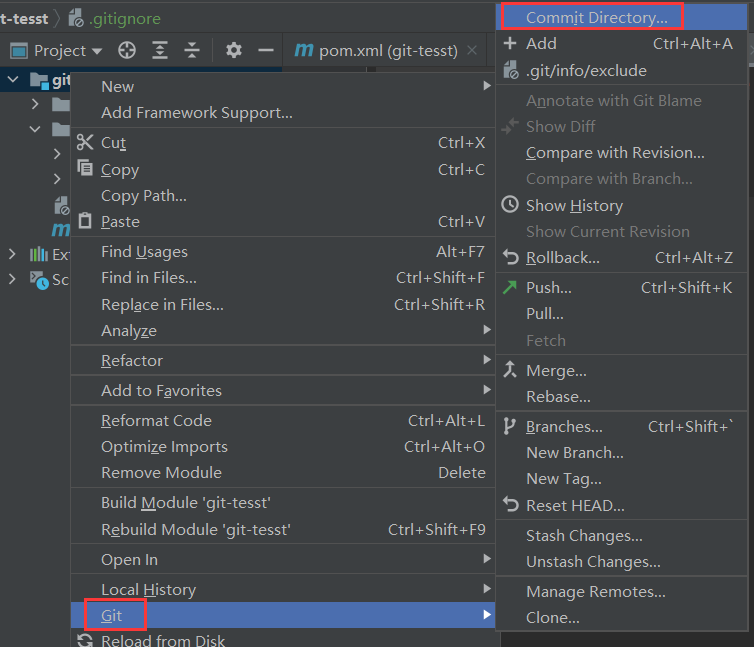 t-tesst .gitignore
Project
pom.xml (git-tesst)
git
Ext
Sc
New
Add Framework Support...
Cut Ctrl+X
Copy Ctrl+C
Copy Path...
Paste Ctrl+V
Find Usages Alt+F7
Find in Files... Ctrl+Shift+F
Replace in Files... Ctrl+Shift+R
Analyze
Refactor
Add to Favorites
Reformat Code Ctrl+Alt+L
Optimize Imports Ctrl+Alt+O
Remove Module Delete
Build Module 'git-tesst'
Rebuild Module 'git-tesst' Ctrl+Shift+F9
Open In
Local History
Git
Reload from Disk
Commit Directory...
Add Ctrl+Alt+A
.git/info/exclude
Annotate with Git Blame
Show Diff
Compare with Revision...
Compare with Branch...
Show History
Show Current Revision
Rollback... Ctrl+Alt+Z
Push... Ctrl+Shift+K
Pull...
Fetch
Merge...
Rebase...
Branches... Ctrl+Shift+`
New Branch...
New Tag...
Reset HEAD...
Stash Changes...
Unstash Changes...
Manage Remotes...
Clone...